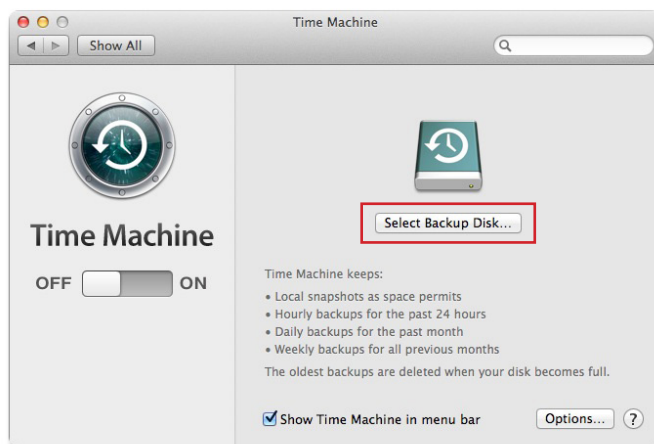 Time Machine
Show All
Time Machine
OFF ON
Select Backup Disk...
Time Machine keeps:
• Local snapshots as space permits
• Hourly backups for the past 24 hours
• Daily backups for the past month
• Weekly backups for all previous months
The oldest backups are deleted when your disk becomes full.
Show Time Machine in menu bar
Options... ?